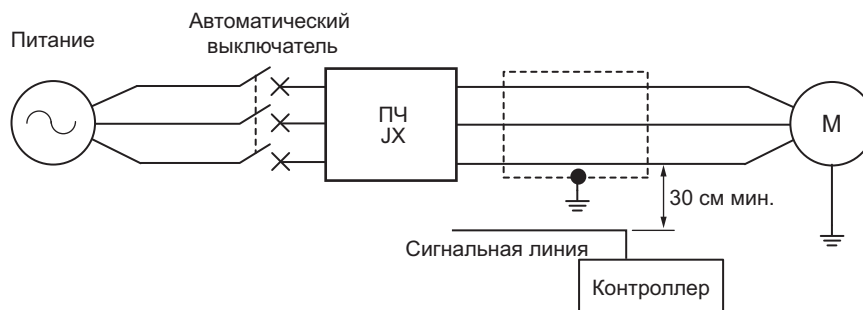 Питание
Автоматический
выключатель
ПЧ
JX
М
30 см мин.
Сигнальная линия
Контроллер